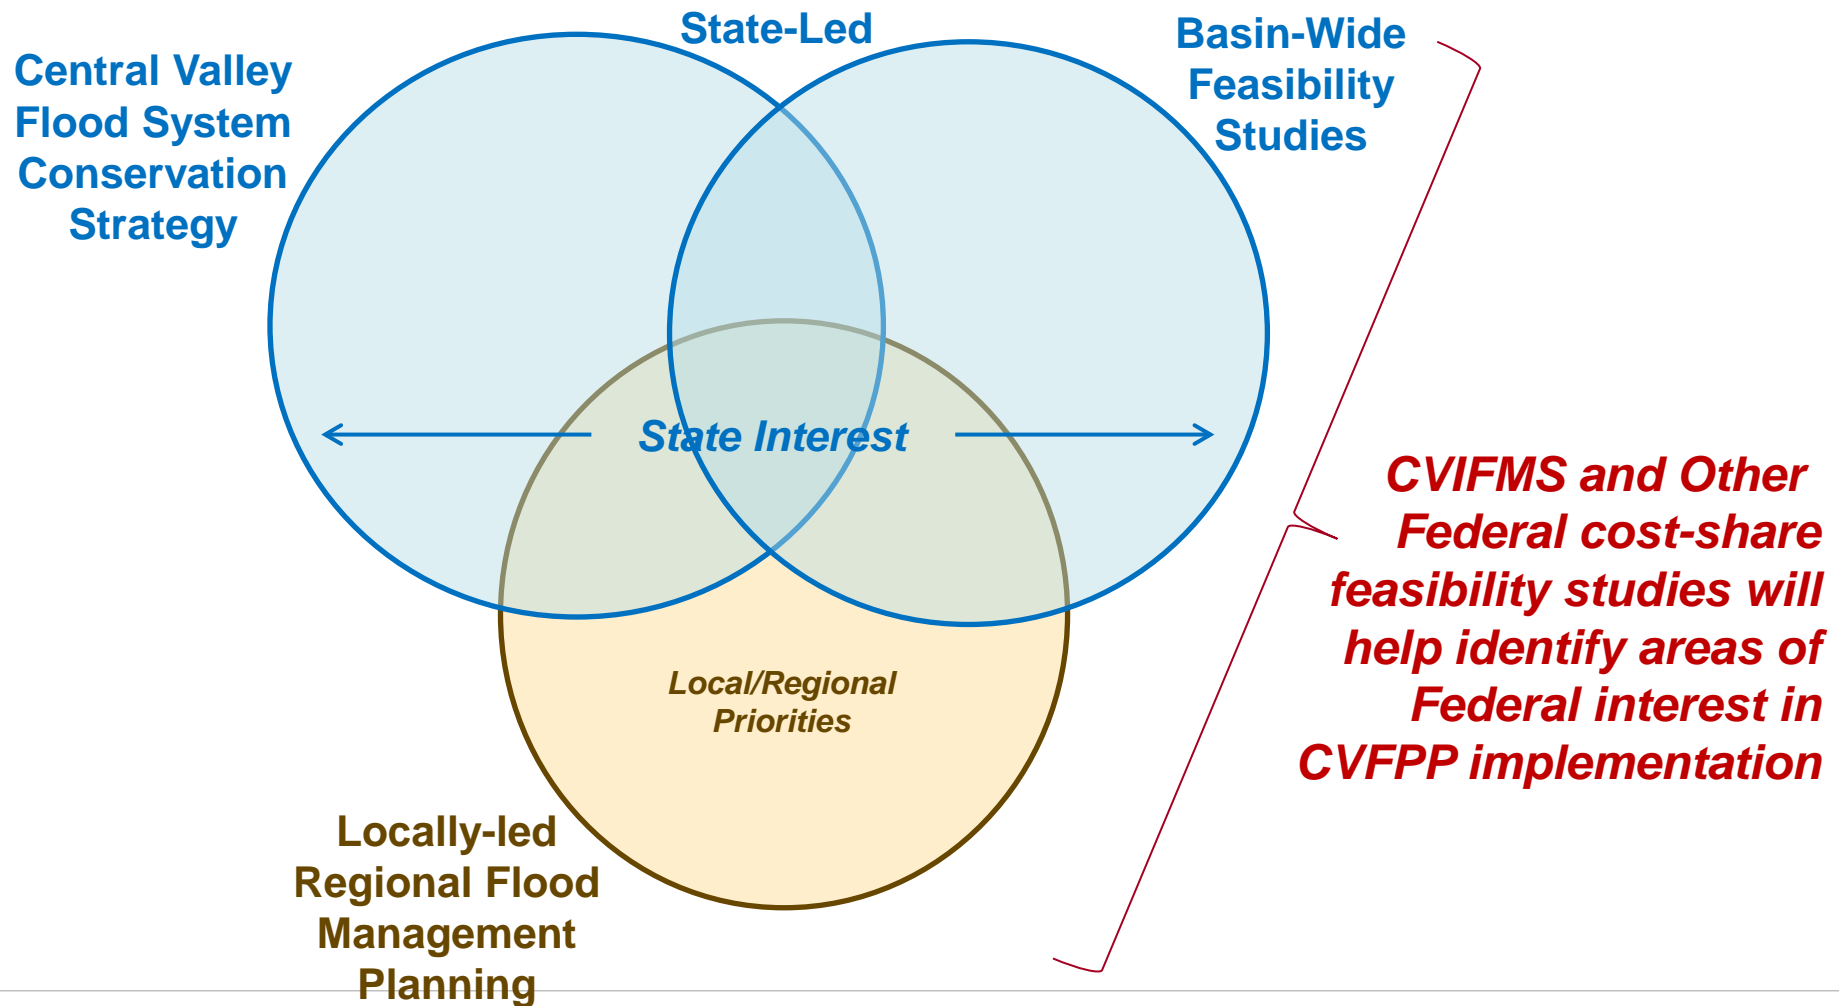 State-Led
Central Valley
Flood System
Conservation
Strategy
Basin-Wide
Feasibility
Studies
State Interest
Local/Regional
Priorities
Locally-led
Regional Flood
Management
Planning
CVIFMS and Other
Federal cost-share
feasibility studies will
help identify areas of
Federal interest in
CVFPP implementation